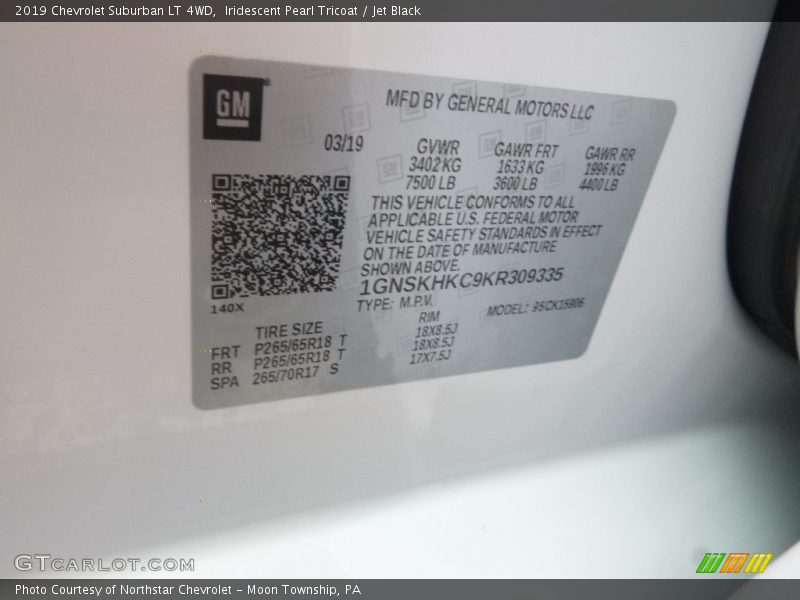 2019 Chevrolet Suburban LT 4WD,  Iridescent Pearl Tricoat / Jet Black
GM
MFD BY GENERAL MOTORS LLC
03/19
GVWR GAWR FRT GAWR RR
3402 KG 1633 KG 1996 KG
7500 LB 3600 LB 4400 LB
THIS VEHICLE CONFORMS TO ALL
APPLICABLE U.S. FEDERAL MOTOR
VEHICLE SAFETY STANDARDS IN EFFECT
ON THE DATE OF MANUFACTURE
SHOWN ABOVE.
1GNSKHKC9KR309335
140X
TYPE: M.P.V. MODEL: 95CK15906
TIRE SIZE RIM
FRT P265/65R18 T 18X8.5J
RR P265/65R18 T 18X8.5J
SPA 265/70R17 S 17X7.5J
GTCARLOT.COM
Photo Courtesy of Northstar Chevrolet - Moon Township, PA